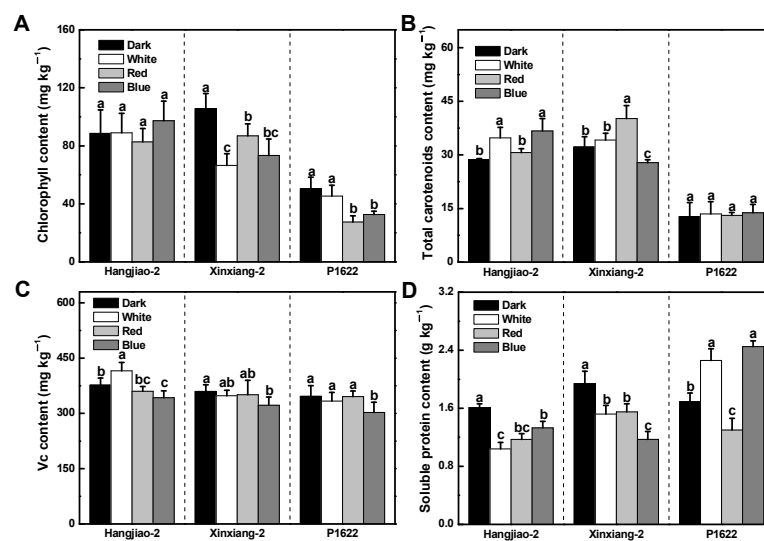 A
Chlorophyll content (mg kg⁻¹)
160
120
80
40
0
Dark
White
Red
Blue
a a a a
a c b bc
a a b b
Hangjiao-2 Xinxiang-2 P1622
B
Total carotenoids content (mg kg⁻¹)
60
45
30
15
0
Dark
White
Red
Blue
b a b a
b b a c
a a a a
Hangjiao-2 Xinxiang-2 P1622
C
Vc content (mg kg⁻¹)
600
450
300
150
0
Dark
White
Red
Blue
b a bc c
a ab a b
a a a b
Hangjiao-2 Xinxiang-2 P1622
D
Soluble protein content (g kg⁻¹)
3.2
2.4
1.6
0.8
0.0
Dark
White
Red
Blue
a c bc b
a b b c
b a c a
Hangjiao-2 Xinxiang-2 P1622